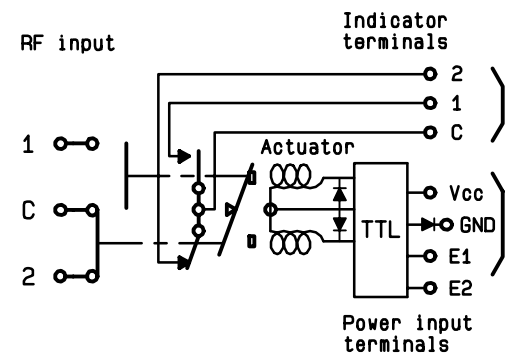 Indicator
terminals
RF input
2
1
C
1
Actuator
Vcc
C
TTL
GND
E1
2
E2
Power input
terminals